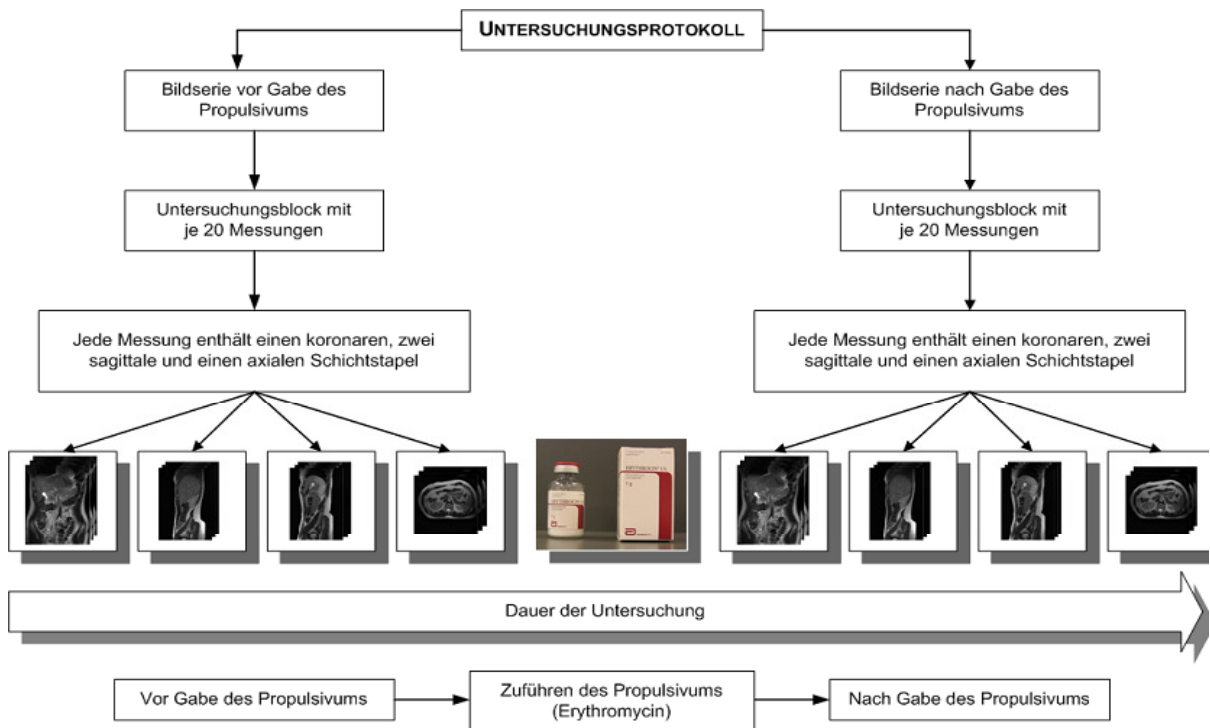 UNTERSUCHUNGSPROTOKOLL
Bildserie vor Gabe des
Propulsivums
Bildserie nach Gabe des
Propulsivums
Untersuchungsblock mit
je 20 Messungen
Untersuchungsblock mit
je 20 Messungen
Jede Messung enthält einen koronaren, zwei
sagittale und einen axialen Schichtstapel
Jede Messung enthält einen koronaren, zwei
sagittale und einen axialen Schichtstapel
Dauer der Untersuchung
Vor Gabe des Propulsivums
Zuführen des Propulsivums
(Erythromycin)
Nach Gabe des Propulsivums